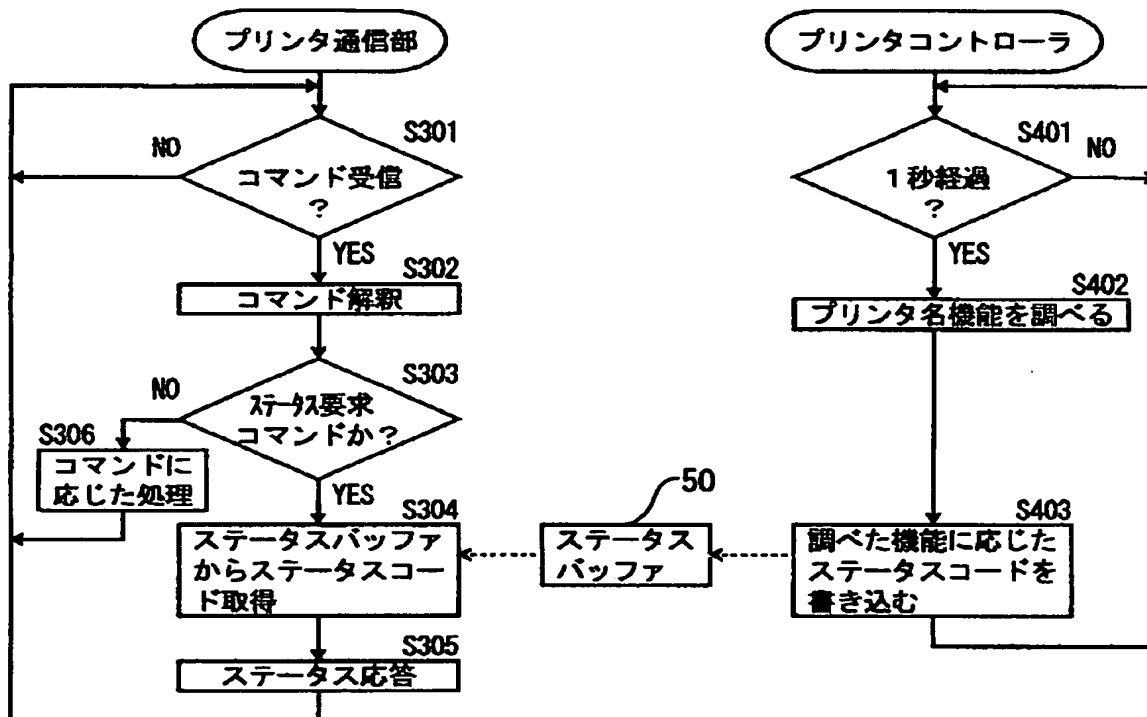 プリンタ通信部
S301
NO
コマンド受信
?
YES
S302
コマンド解釈
S303
NO
ステータス要求
コマンドか?
S306
コマンドに
応じた処理
YES
S304
ステータスバッファ
からステータスコー
ド取得
S305
ステータス応答
50
ステータス
バッファ
プリンタコントローラ
S401
NO
1秒経過
?
YES
S402
プリンタ名機能を調べる
S403
調べた機能に応じた
ステータスコードを
書き込む